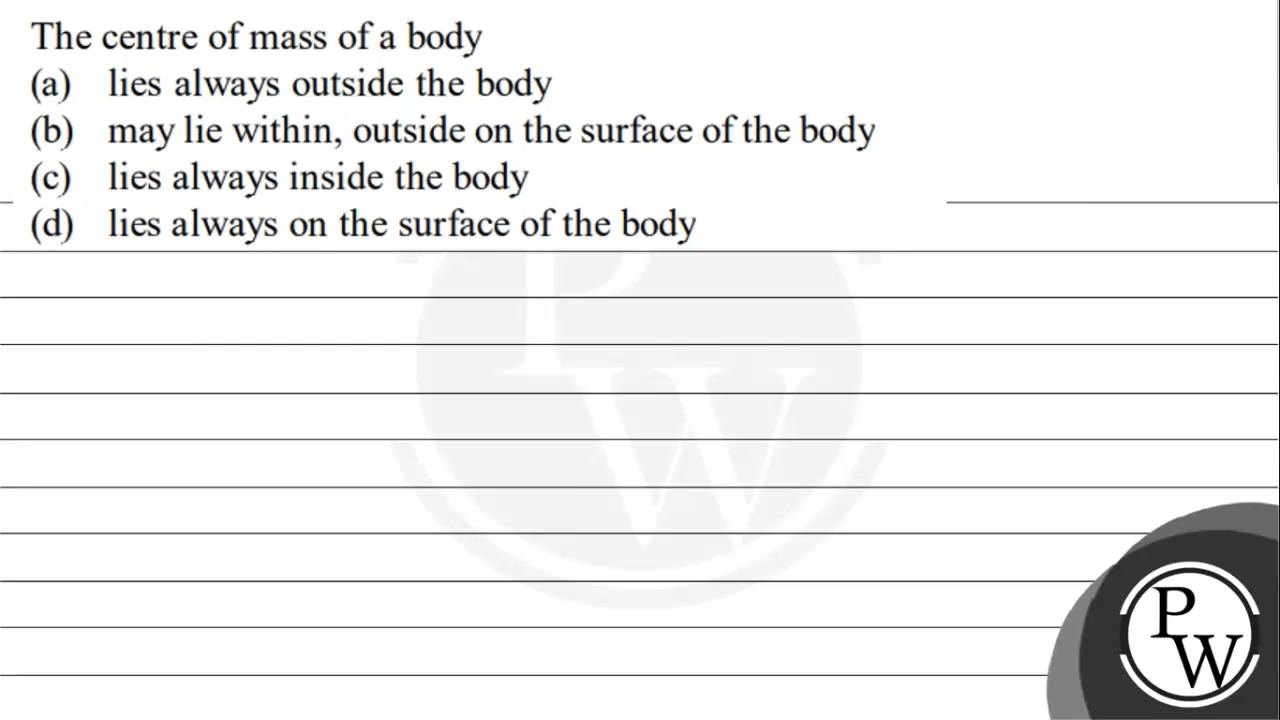 The centre of mass of a body
(a) lies always outside the body
(b) may lie within, outside on the surface of the body
(c) lies always inside the body
(d) lies always on the surface of the body
PW
PW